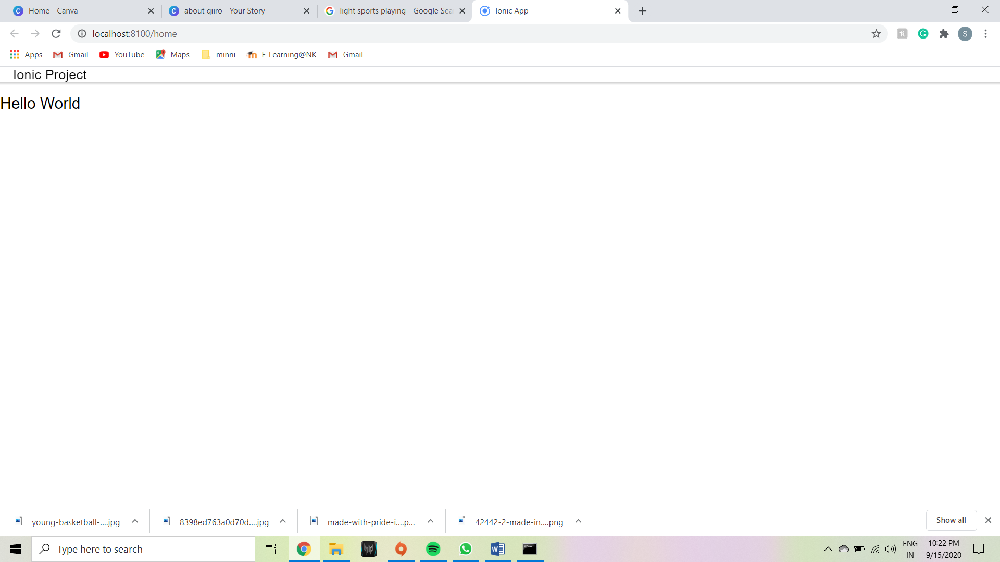 Home - Canva
about qiiro - Your Story
light sports playing - Google Sea
Ionic App
localhost:8100/home
S
Apps
Gmail
YouTube
Maps
minni
E-Learning@NK
Gmail
Ionic Project
Hello World
young-basketball-....jpg
8398ed763a0d70d....jpg
made-with-pride-i....p...
42442-2-made-in....png
Show all
Type here to search
ENG
IN
10:22 PM
9/15/2020